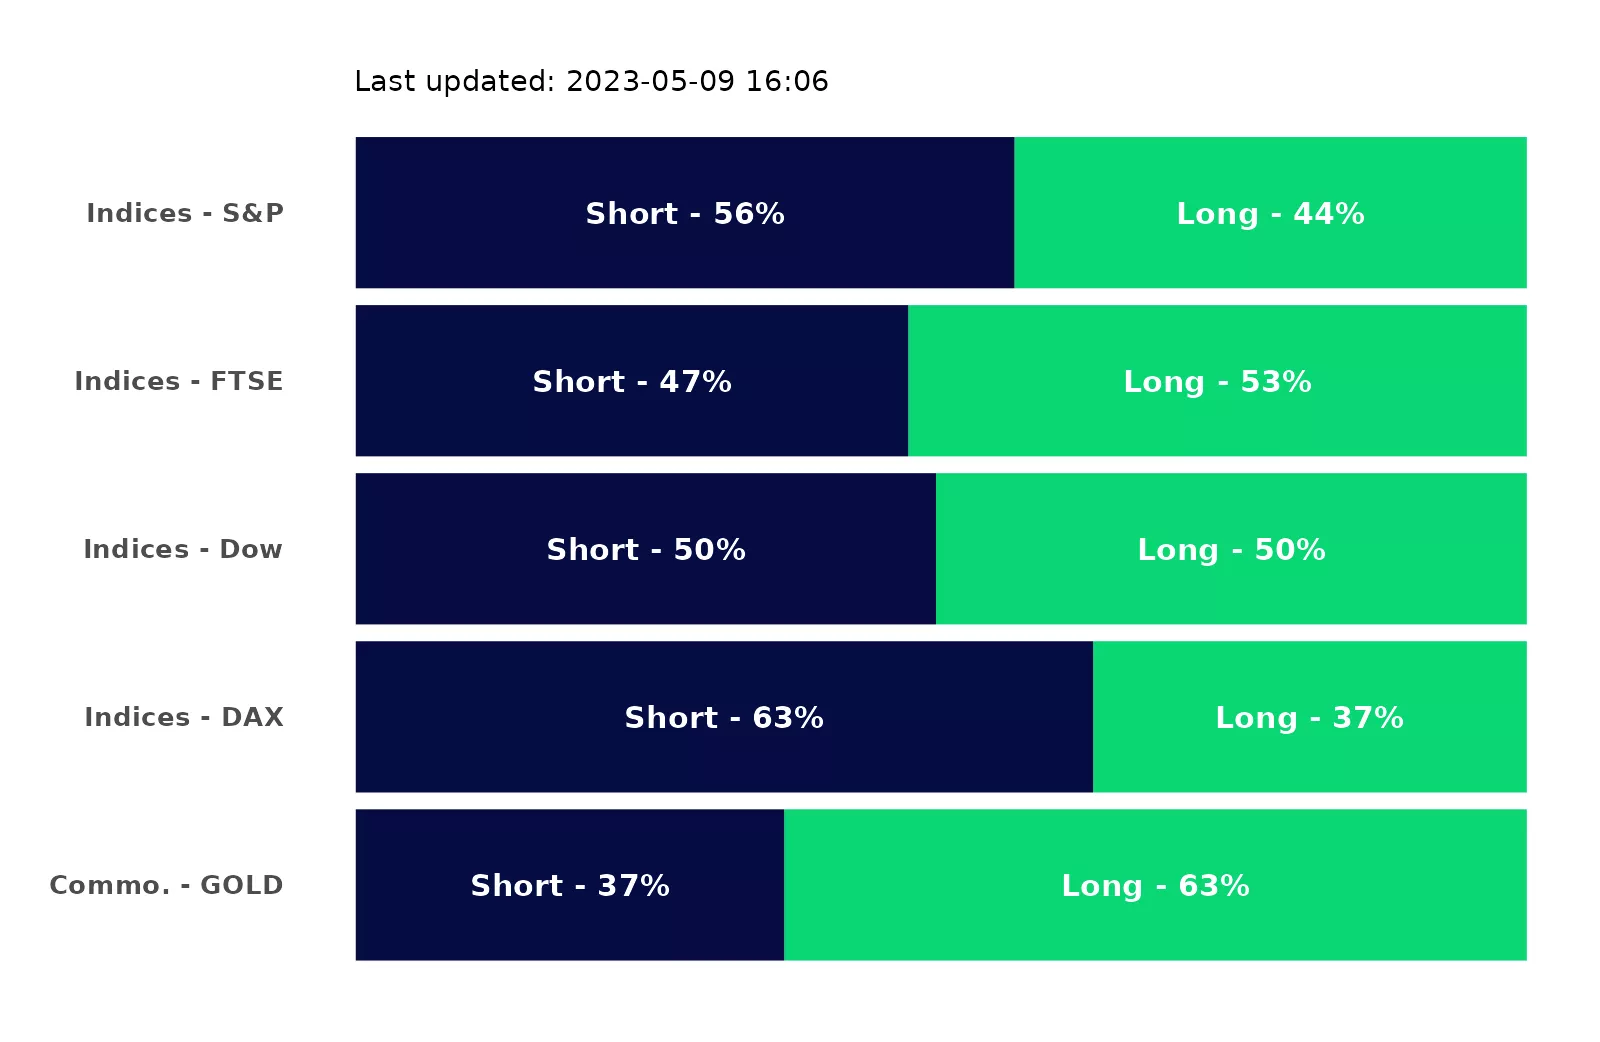 Last updated: 2023-05-09 16:06
Indices - S&P Short - 56% Long - 44%
Indices - FTSE Short - 47% Long - 53%
Indices - Dow Short - 50% Long - 50%
Indices - DAX Short - 63% Long - 37%
Commo. - GOLD Short - 37% Long - 63%